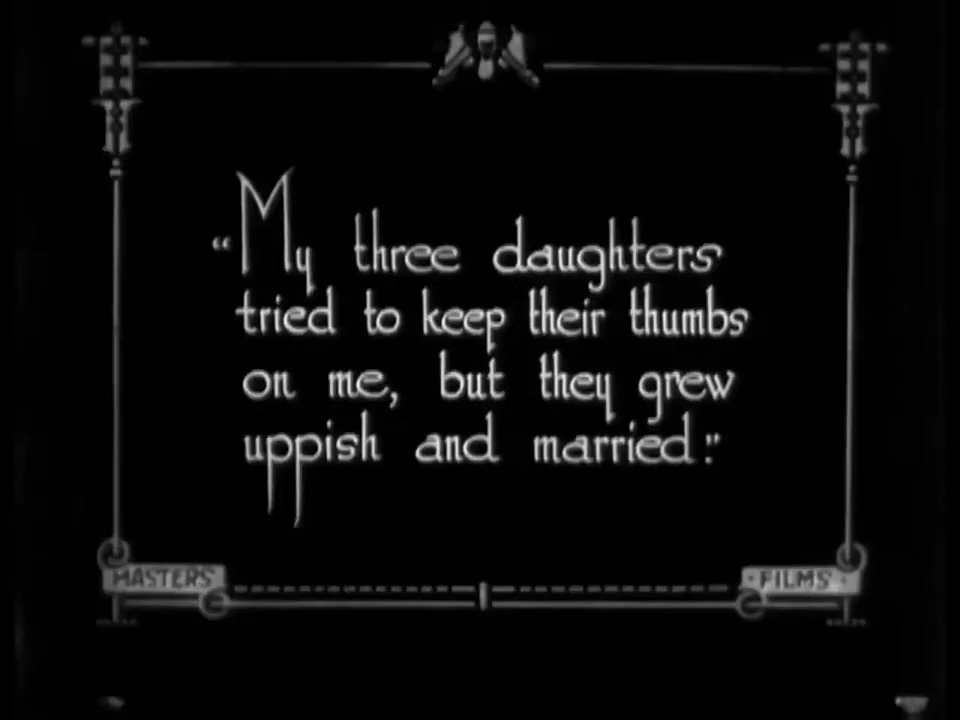 “My three daughters
tried to keep their thumbs
on me, but they grew
uppish and married.”
MASTERS
FILMS